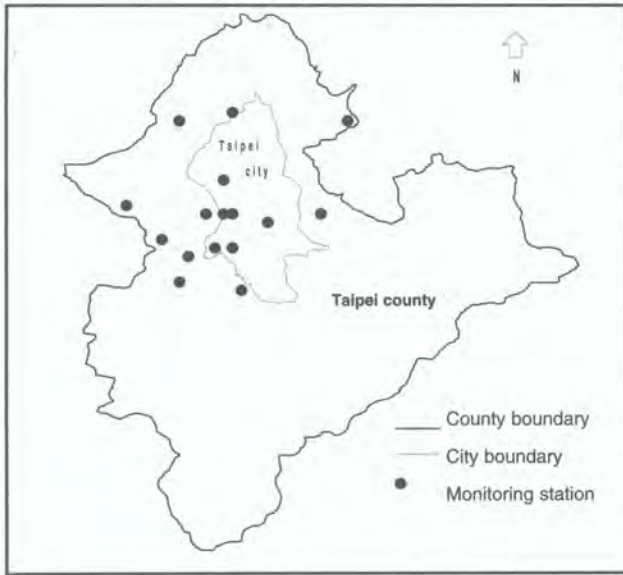 N
Taipei
city
Taipei county
County boundary
City boundary
Monitoring station